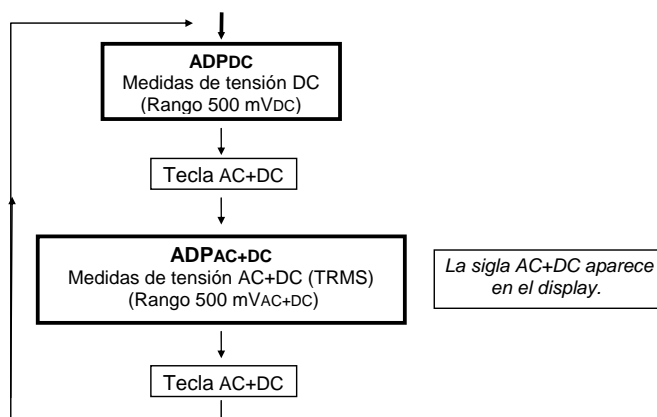 ADPDC
Medidas de tensión DC
(Rango 500 mVDC)
Tecla AC+DC
ADPAC+DC
Medidas de tensión AC+DC (TRMS)
(Rango 500 mVAC+DC)
La sigla AC+DC aparece
en el display.
Tecla AC+DC